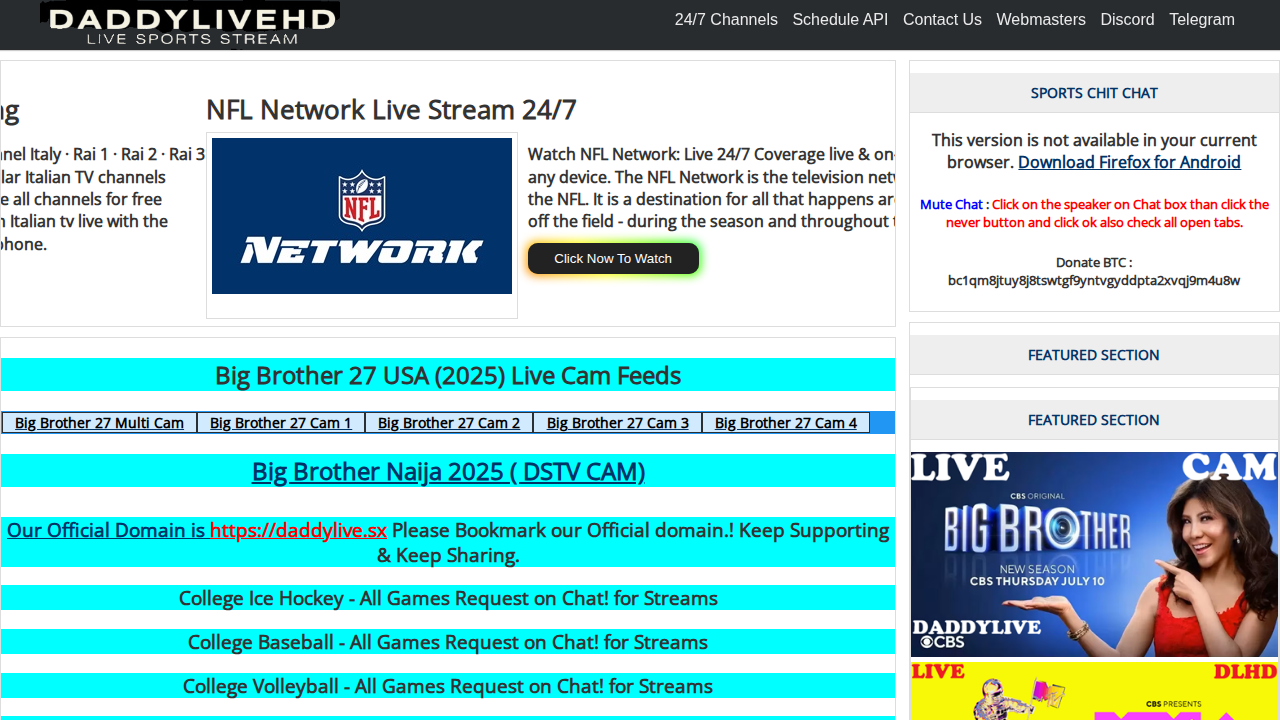 DADDYLIVEHD
LIVE SPORTS STREAM
24/7 Channels Schedule API Contact Us Webmasters Discord Telegram
NFL Network Live Stream 24/7
Italy · Rai 1 · Rai 2 · Rai 3
Italian TV channels
all channels for free
Italian tv live with the
NFL
NETWORK
Watch NFL Network: Live 24/7 Coverage live &
any device. The NFL Network is the television
the NFL. It is a destination for all that happens
off the field - during the season and throughout
Click Now To Watch
Big Brother 27 USA (2025) Live Cam Feeds
Big Brother 27 Multi Cam Big Brother 27 Cam 1 Big Brother 27 Cam 2 Big Brother 27 Cam 3 Big Brother 27 Cam 4
Big Brother Naija 2025 ( DSTV CAM)
Our Official Domain is https://daddylive.sx Please Bookmark our Official domain.! Keep Supporting
& Keep Sharing.
College Ice Hockey - All Games Request on Chat! for Streams
College Baseball - All Games Request on Chat! for Streams
College Volleyball - All Games Request on Chat! for Streams
SPORTS CHIT CHAT
This version is not available in your current
browser. Download Firefox for Android
Mute Chat : Click on the speaker on Chat box than click the
never button and click ok also check all open tabs.
Donate BTC :
bc1qm8jtuy8j8tswtgf9yntvgyddpta2xvqj9m4u8w
FEATURED SECTION
FEATURED SECTION
LIVE CAM
CBS ORIGINAL
BIG BROTHER
NEW SEASON
CBS THURSDAY JULY 10
DADDYLIVE
CBS
LIVE DLHD
CBS PRESENTS